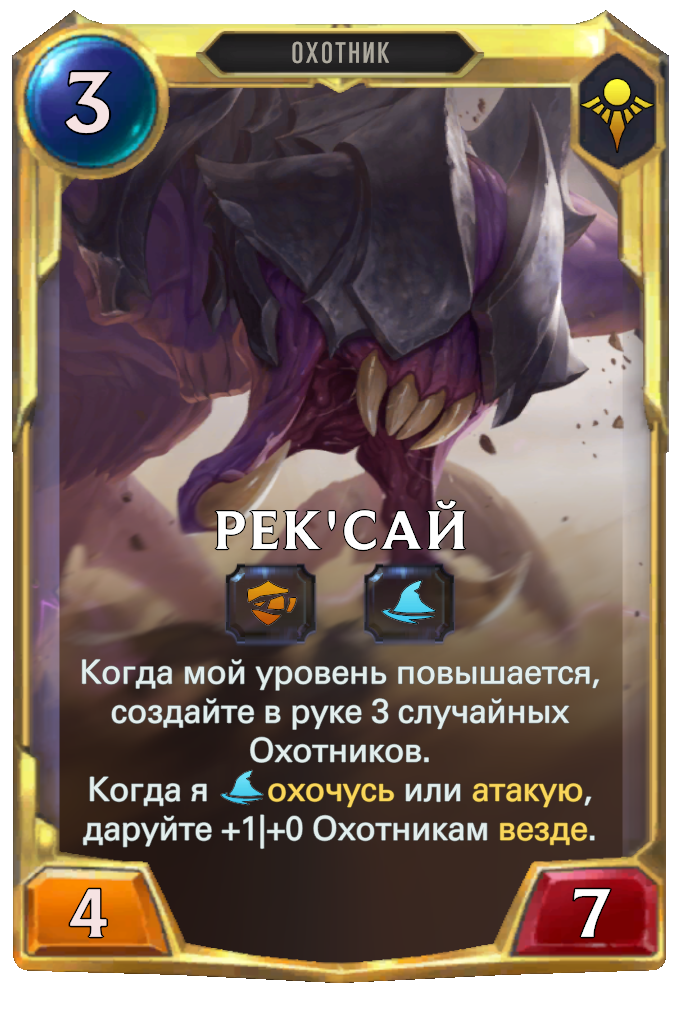 3
ОХОТНИК
РЕК'САЙ
Когда мой уровень повышается,
создайте в руке 3 случайных
Охотников.
Когда я охочусь или атакую,
даруйте +1|+0 Охотникам везде.
4
7